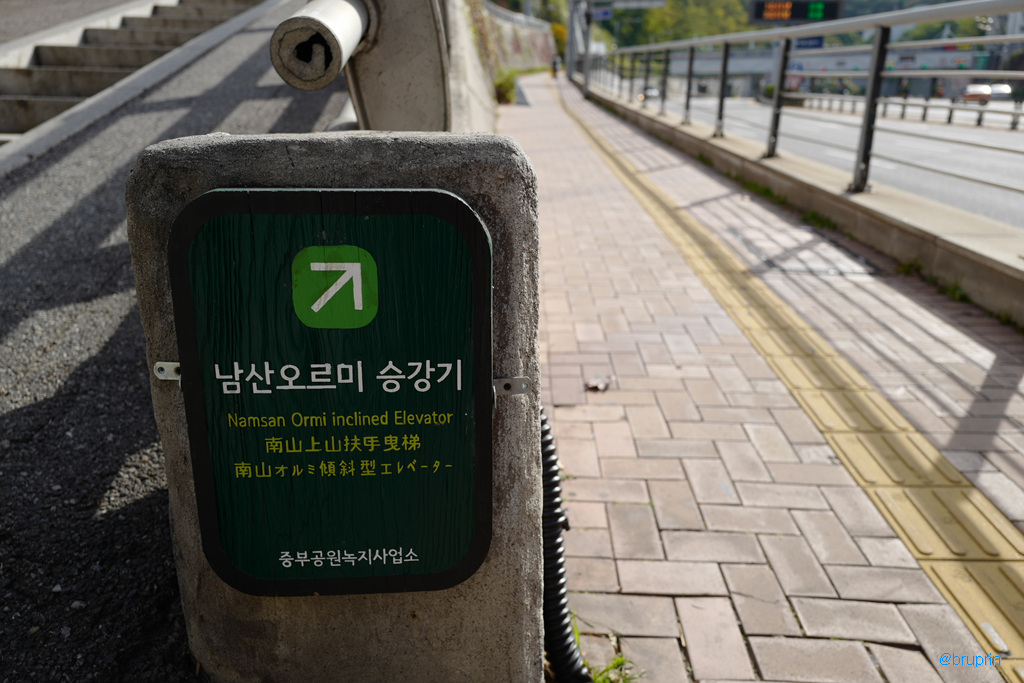 남산오르미 승강기
Namsan Ormi inclined Elevator
南山上山扶手曳梯
南山オルミ傾斜型エレベーター
중부공원녹지사업소
@bruprin